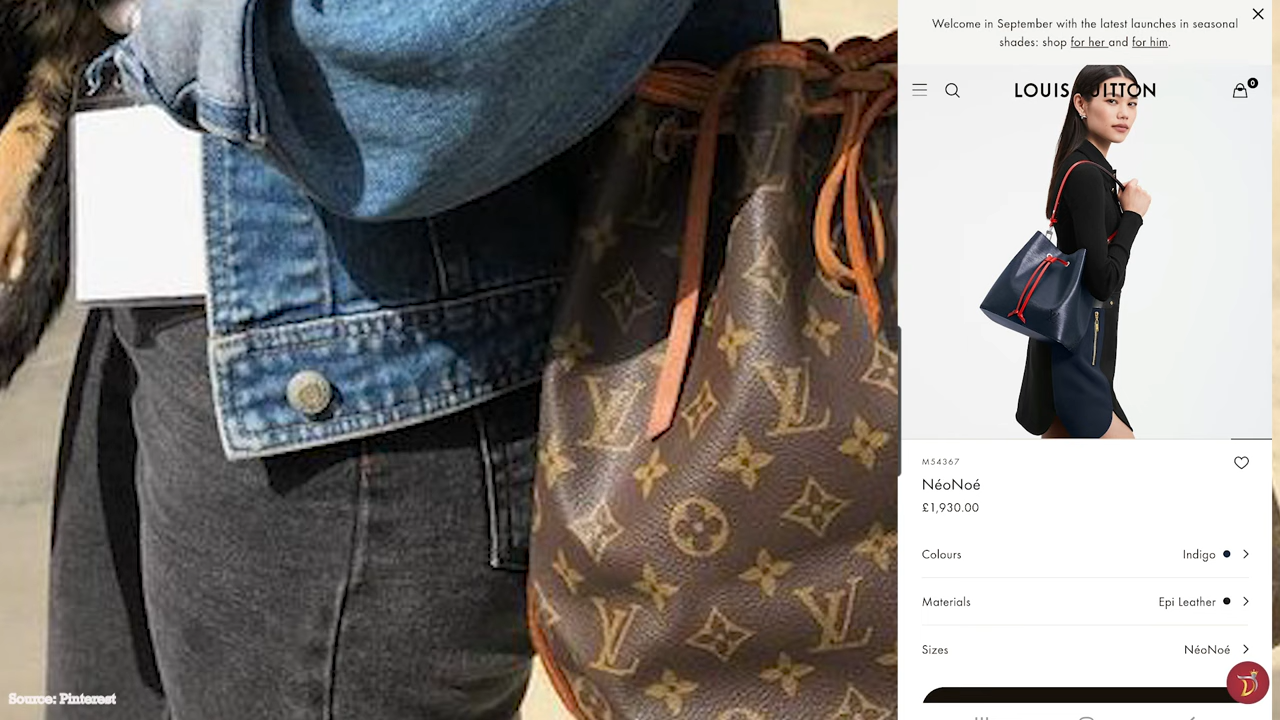 Welcome in September with the latest launches in seasonal
shades: shop for her and for him.
LOUIS VUITTON
0
M54367
NéoNoé
£1,930.00
Colours Indigo
Materials Epi Leather
Sizes NéoNoé
Source: Pinterest